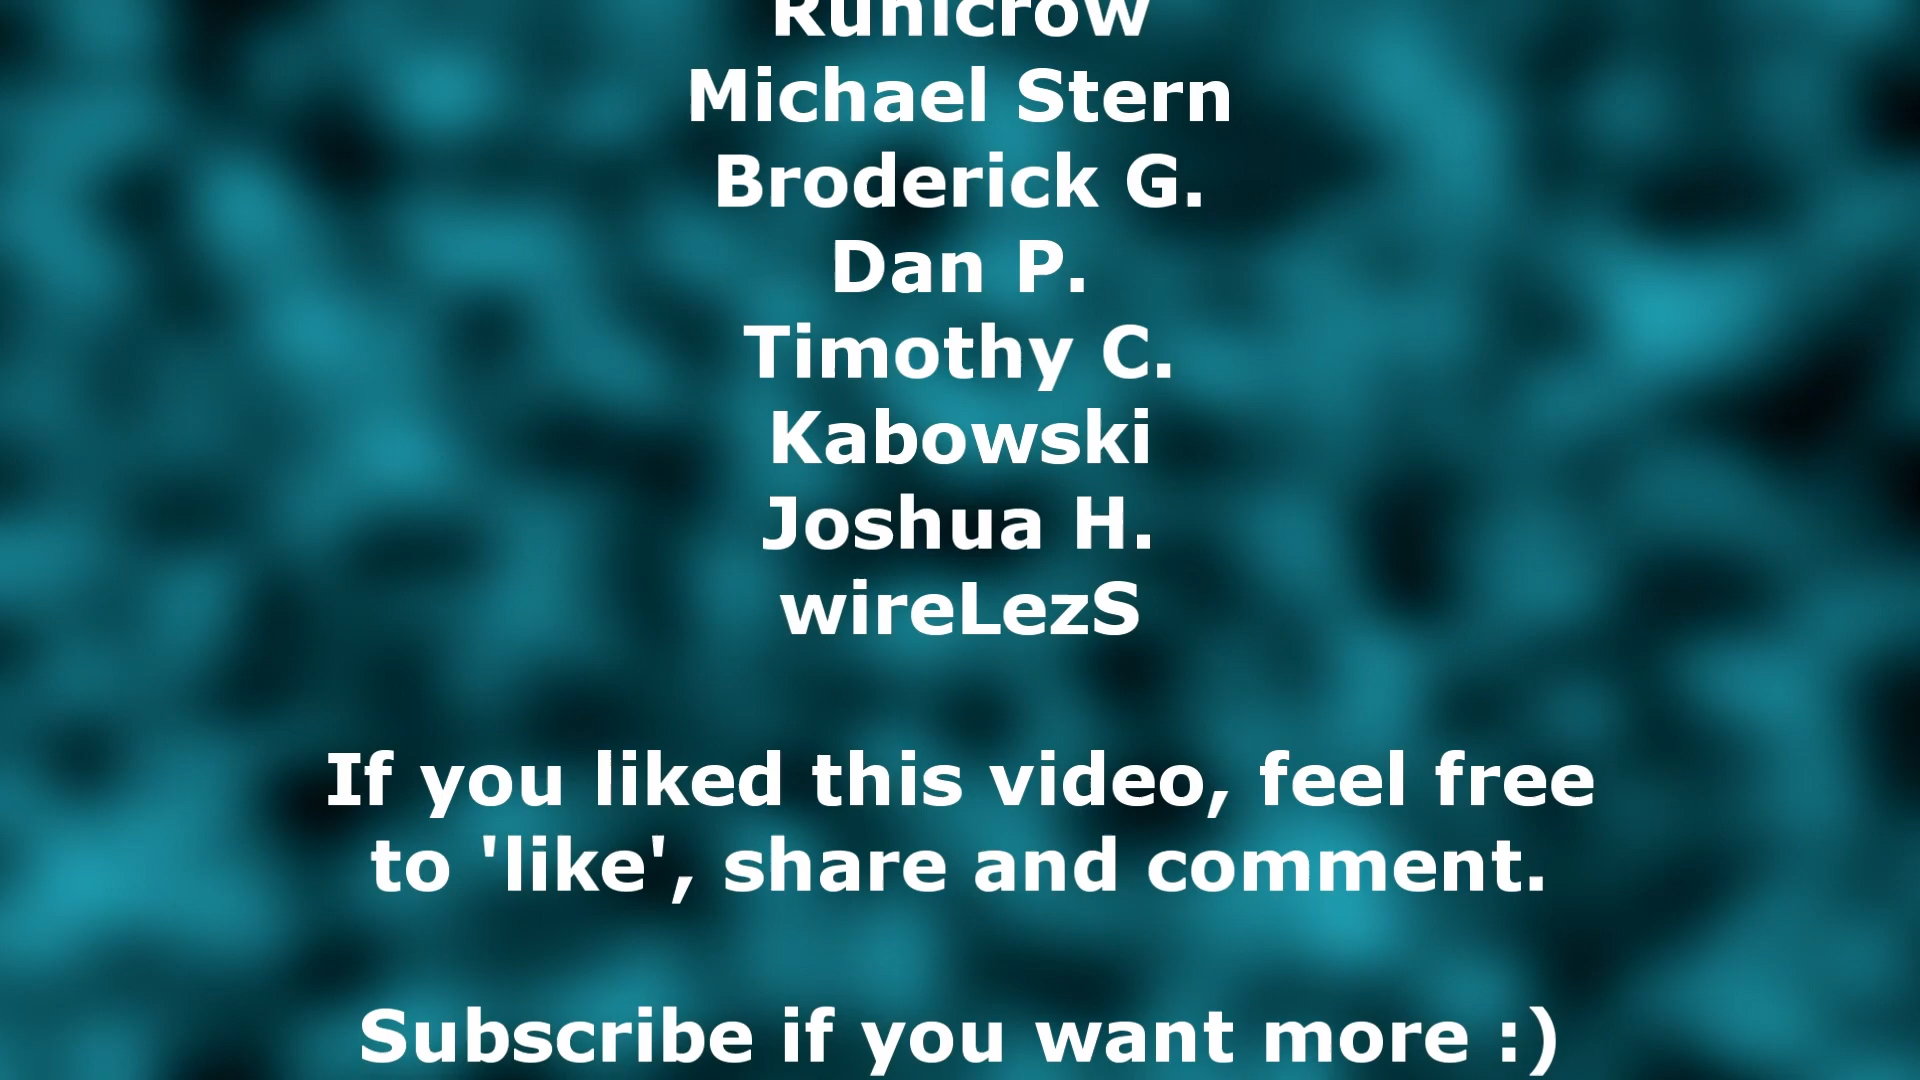 Runicrow
Michael Stern
Broderick G.
Dan P.
Timothy C.
Kabowski
Joshua H.
wireLezS
If you liked this video, feel free
to 'like', share and comment.
Subscribe if you want more :)